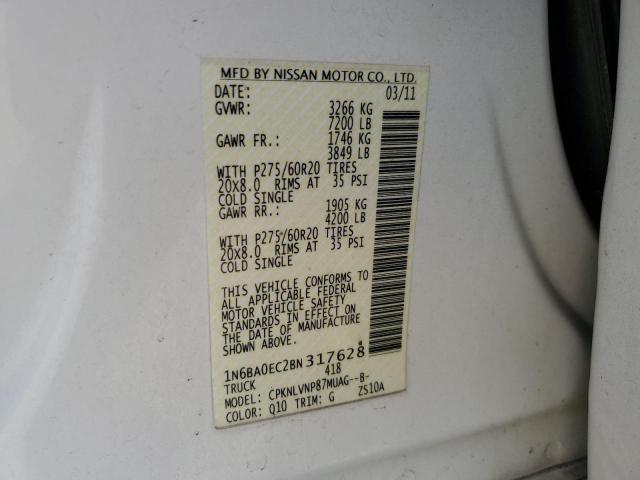 MFD BY NISSAN MOTOR CO., LTD.
DATE: 03/11
GVWR: 3266 KG
7200 LB
GAWR FR.: 1746 KG
3849 LB
WITH P275/60R20 TIRES
20x8.0 RIMS AT 35 PSI
COLD SINGLE
GAWR RR.: 1905 KG
4200 LB
WITH P275/60R20 TIRES
20x8.0 RIMS AT 35 PSI
COLD SINGLE
THIS VEHICLE CONFORMS TO
ALL APPLICABLE FEDERAL
MOTOR VEHICLE SAFETY
STANDARDS IN EFFECT ON
THE DATE OF MANUFACTURE
SHOWN ABOVE.
1N6BA0EC2BN317628
TRUCK 418
MODEL: CPKNLVNP87MUAG--B-
COLOR: Q10 TRIM: G ZS10A